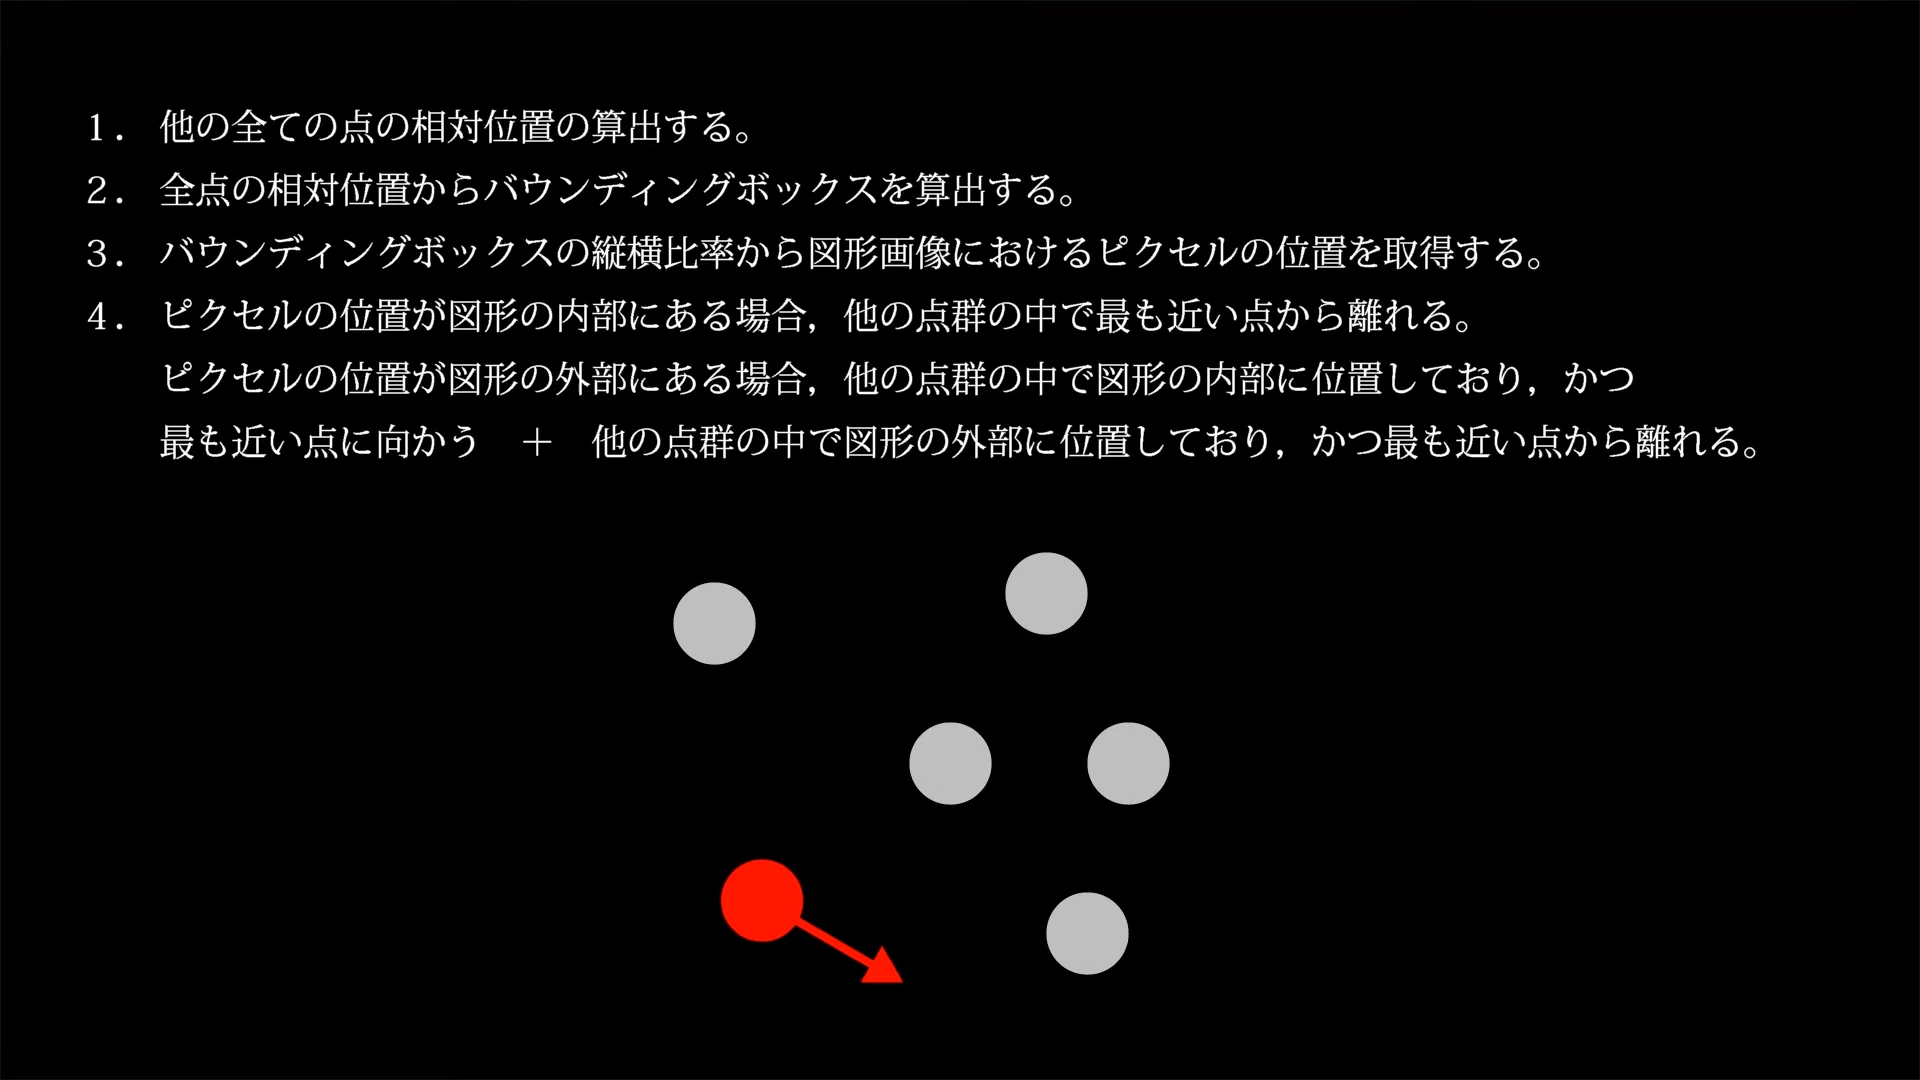 １． 他の全ての点の相対位置の算出する。
２． 全点の相対位置からバウンディングボックスを算出する。
３． バウンディングボックスの縦横比率から図形画像におけるピクセルの位置を取得する。
４． ピクセルの位置が図形の内部にある場合，他の点群の中で最も近い点から離れる。
ピクセルの位置が図形の外部にある場合，他の点群の中で図形の内部に位置しており，かつ
最も近い点に向かう　＋　他の点群の中で図形の外部に位置しており，かつ最も近い点から離れる。